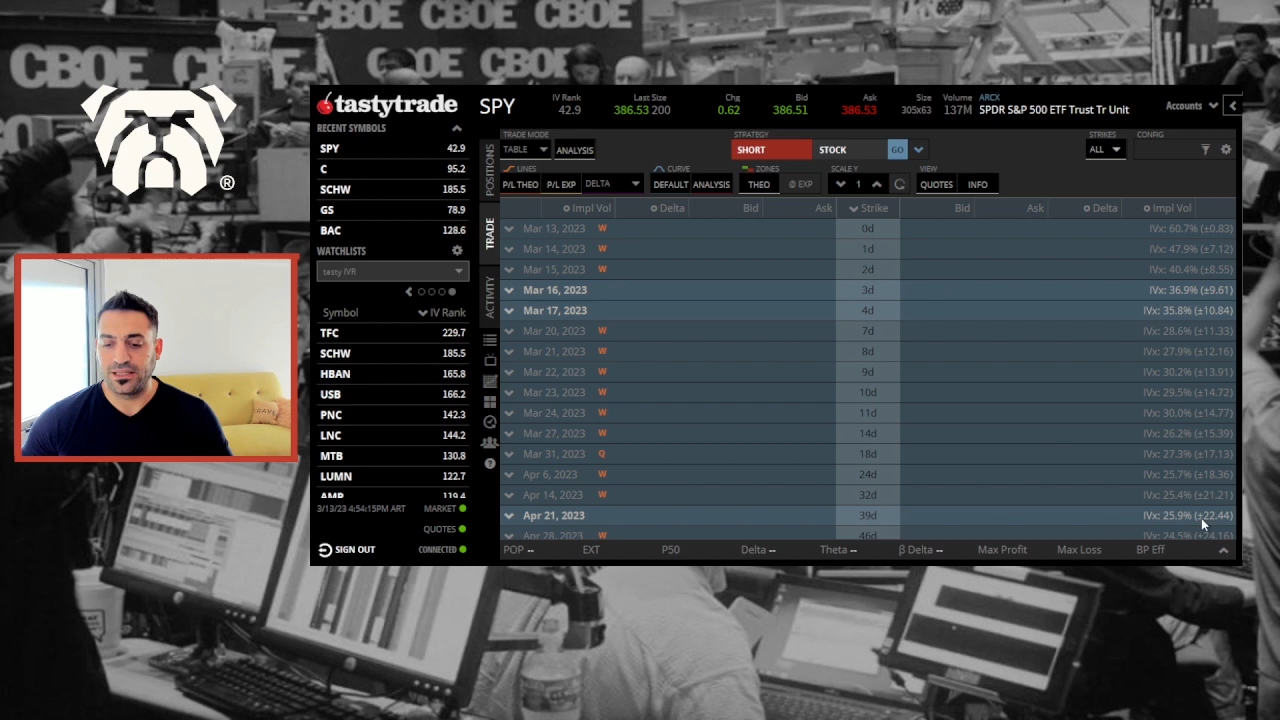 CBOE CBOE CBOE
CBOE
®
tastytrade
SPY
IV Rank
42.9
Last Size
386.53 200
Chg
0.62
Bid
386.51
Ask
386.53
Size
305x63
Volume
137M
ARCX
SPDR S&P 500 ETF Trust Tr Unit
Accounts
RECENT SYMBOLS
SPY 42.9
C 95.2
SCHW 185.5
GS 78.9
BAC 128.6
WATCHLISTS
tasty IVR
Symbol IV Rank
TFC 229.7
SCHW 185.5
HBAN 165.8
USB 166.2
PNC 142.3
LNC 144.2
MTB 130.8
LUMN 122.7
AMP 119.4
3/13/23 4:54:15PM ART MARKET
QUOTES
SIGN OUT CONNECTED
POSITIONS
TRADE
ACTIVITY
TRADE MODE
TABLE ANALYSIS
STRATEGY
SHORT STOCK GO
STRIKES
ALL
CONFIG
LINES
P/L THEO P/L EXP DELTA
CURVE
DEFAULT ANALYSIS
ZONES
THEO @ EXP
SCALE Y
1
VIEW
QUOTES INFO
Impl Vol Delta Bid Ask Strike Bid Ask Delta Impl Vol
Mar 13, 2023 W 0d IVx: 60.7% (±0.83)
Mar 14, 2023 W 1d IVx: 47.9% (±7.12)
Mar 15, 2023 W 2d IVx: 40.4% (±8.55)
Mar 16, 2023 3d IVx: 36.9% (±9.61)
Mar 17, 2023 4d IVx: 35.8% (±10.84)
Mar 20, 2023 W 7d IVx: 28.6% (±11.33)
Mar 21, 2023 W 8d IVx: 27.9% (±12.16)
Mar 22, 2023 W 9d IVx: 30.2% (±13.91)
Mar 23, 2023 W 10d IVx: 29.5% (±14.72)
Mar 24, 2023 W 11d IVx: 30.0% (±14.77)
Mar 27, 2023 W 14d IVx: 26.2% (±15.39)
Mar 31, 2023 Q 18d IVx: 27.3% (±17.13)
Apr 6, 2023 W 24d IVx: 25.7% (±18.36)
Apr 14, 2023 W 32d IVx: 25.4% (±21.21)
Apr 21, 2023 39d IVx: 25.9% (±22.44)
Apr 28, 2023 W 46d IVx: 24.5% (±24.16)
POP -- EXT P50 Delta -- Theta -- β Delta -- Max Profit Max Loss BP Eff